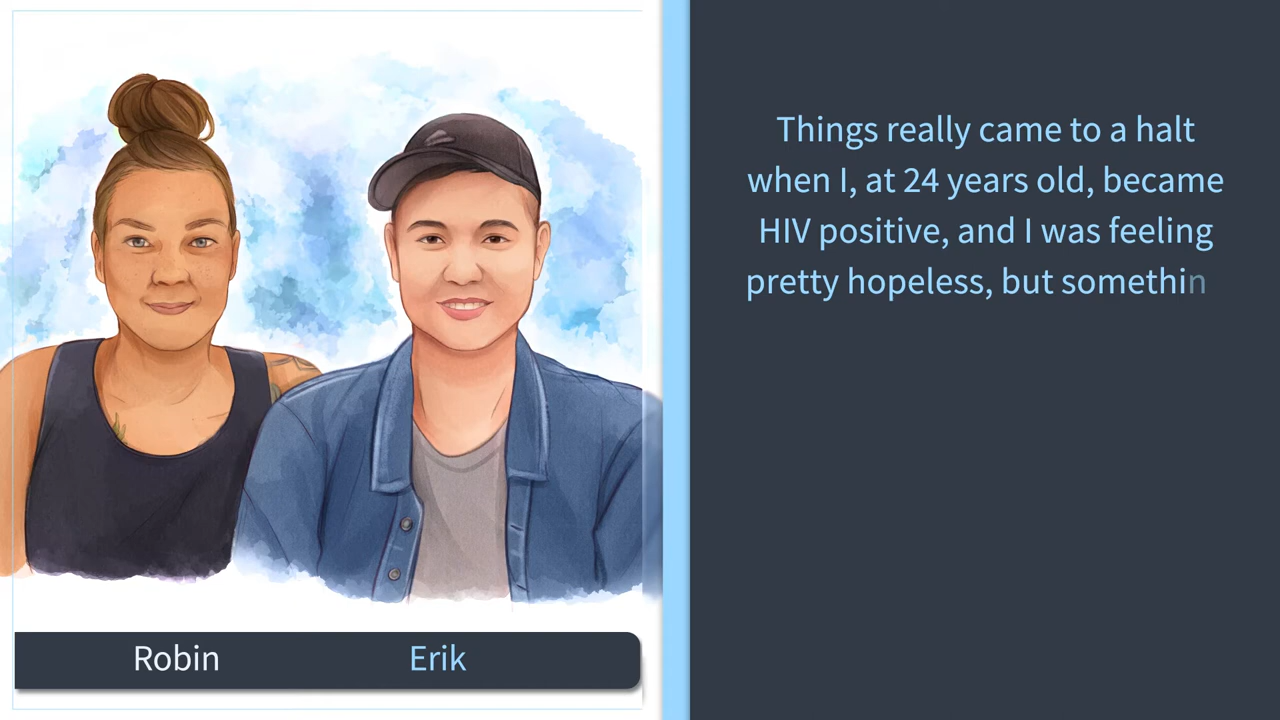 Things really came to a halt
when I, at 24 years old, became
HIV positive, and I was feeling
pretty hopeless, but somethin
Robin
Erik